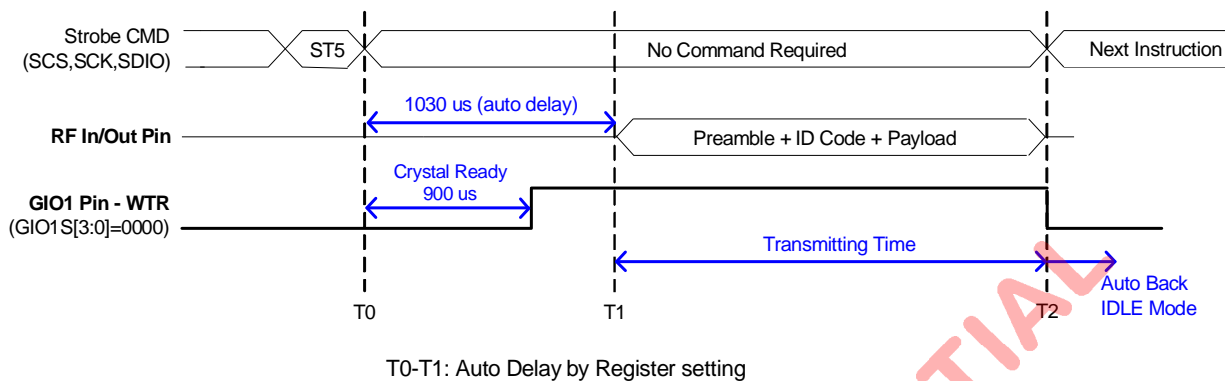 Strobe CMD
(SCS,SCK,SDIO)
ST5
No Command Required
Next Instruction
1030 us (auto delay)
RF In/Out Pin
Preamble + ID Code + Payload
Crystal Ready
900 us
GIO1 Pin - WTR
(GIO1S[3:0]=0000)
Transmitting Time
T0
T1
T2
Auto Back
IDLE Mode
T0-T1: Auto Delay by Register setting
TIAL